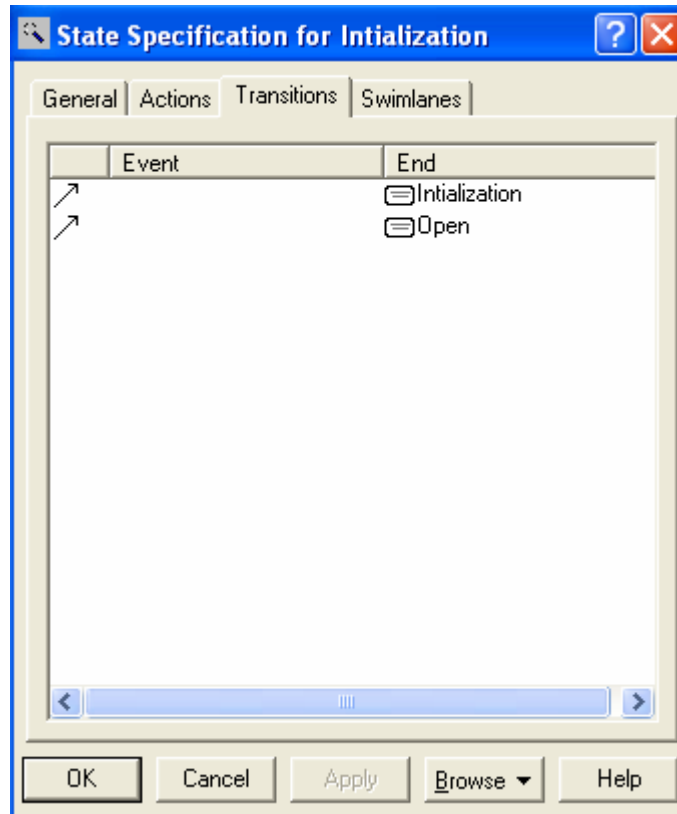 State Specification for Intialization
General Actions Transitions Swimlanes
Event End
Intialization
Open
OK Cancel Apply Browse Help